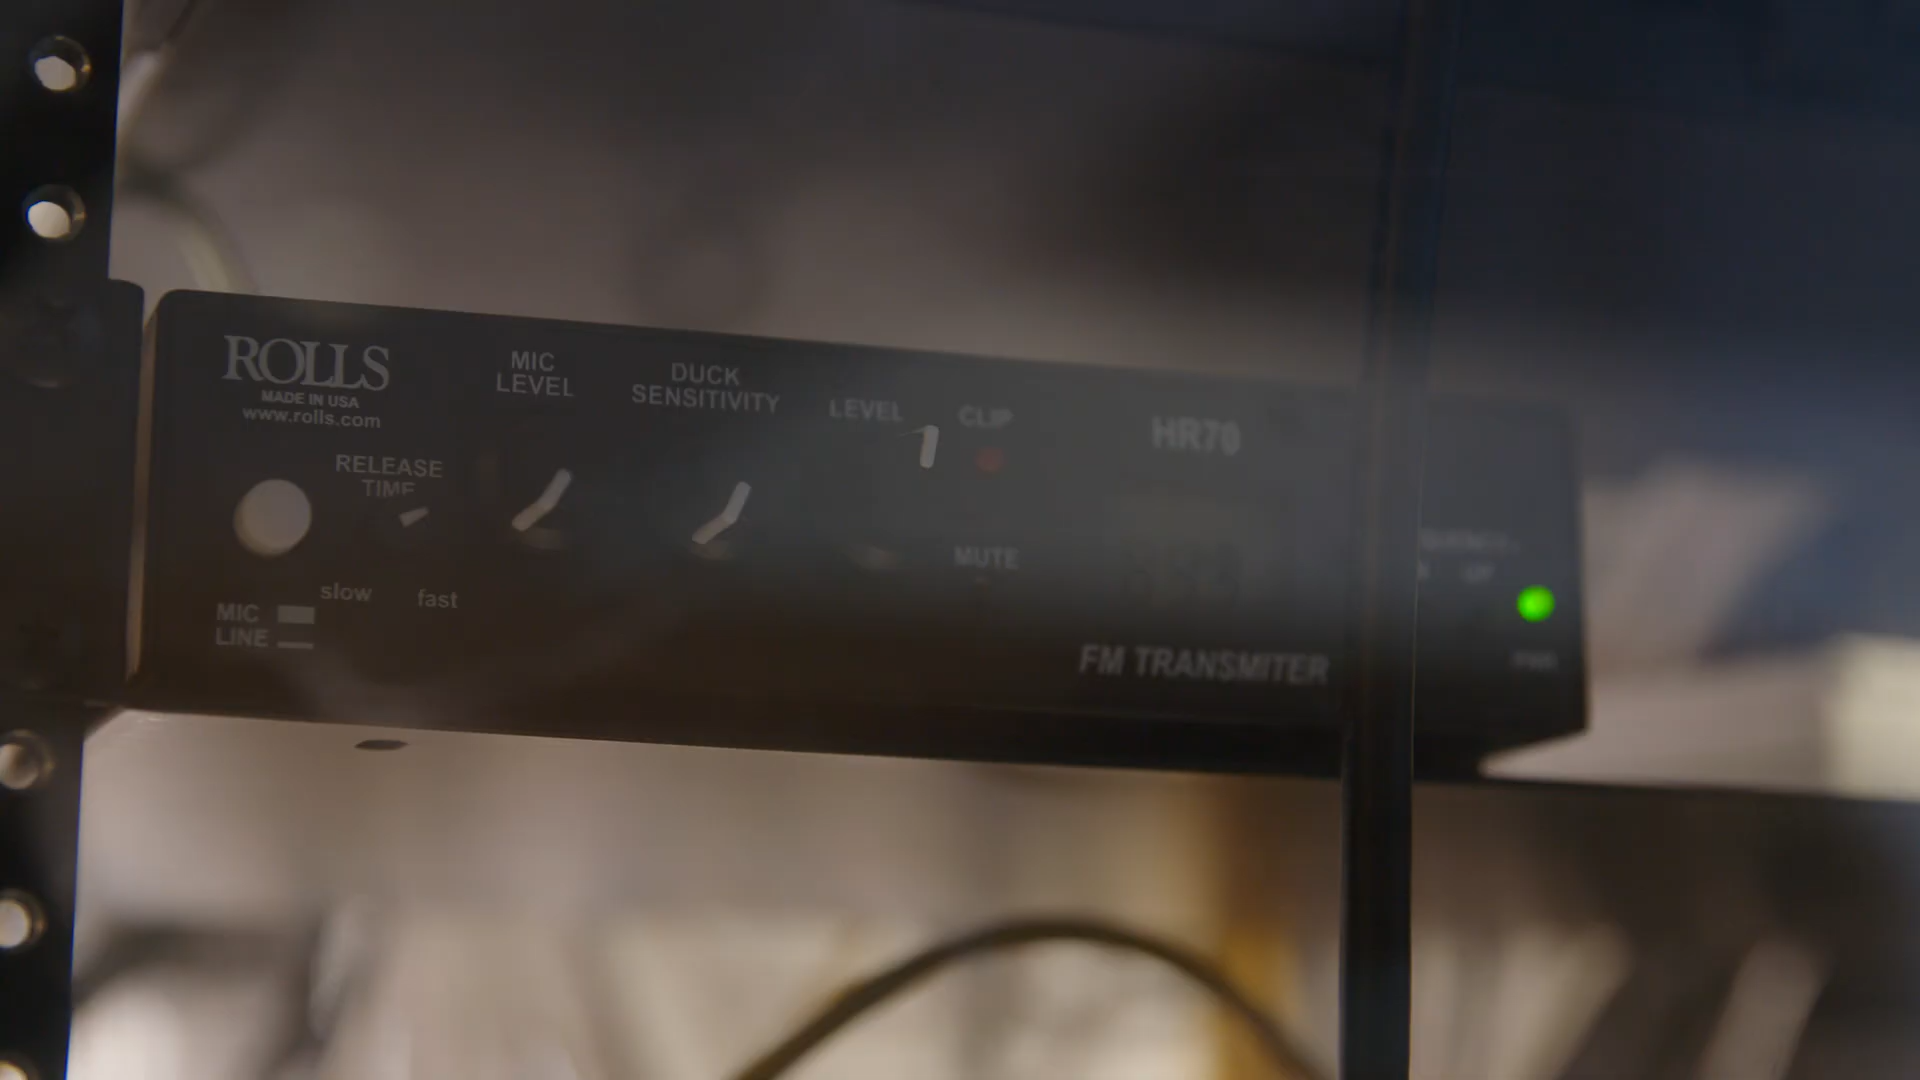 ROLLS
MADE IN USA
www.rolls.com
MIC
LEVEL
DUCK
SENSITIVITY
LEVEL
CLIP
HR70
RELEASE
TIME
MUTE
slow
fast
MIC
LINE
FM TRANSMITER
PWR